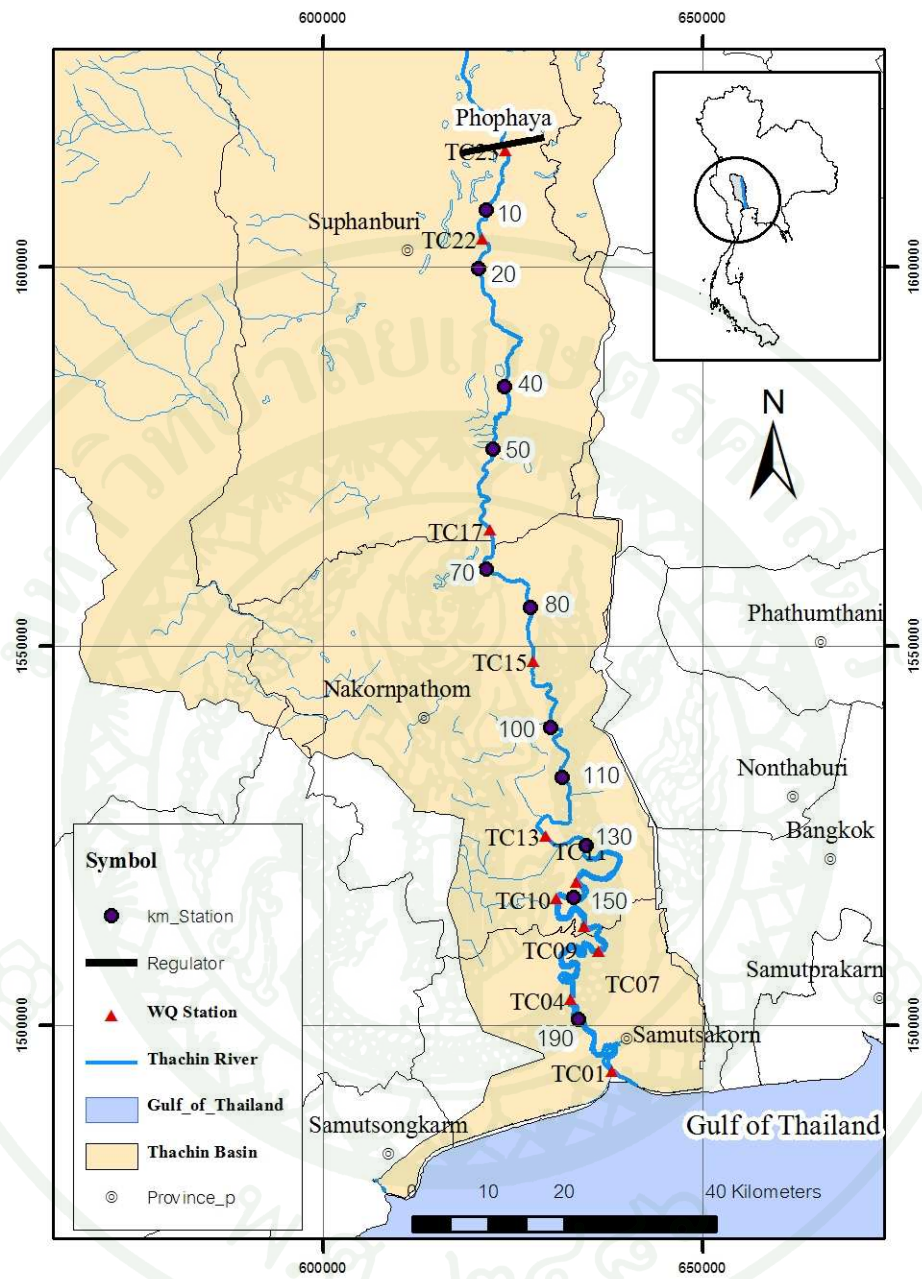 600000
650000
Phophaya
TC23
10
Suphanburi
TC22
1600000
1600000
20
40
N
50
TC17
70
80
Phathumthani
TC15
1550000
1550000
Nakornpathom
100
110
Nonthaburi
Bangkok
TC13
130
TC11
TC10
150
TC09
TC07
Samutprakarn
TC04
1500000
1500000
190
Samutsakorn
TC01
Samutsongkarm
Gulf of Thailand
Symbol
km_Station
Regulator
WQ Station
Thachin River
Gulf_of_Thailand
Thachin Basin
Province_p
0 10 20 40 Kilometers
600000
650000